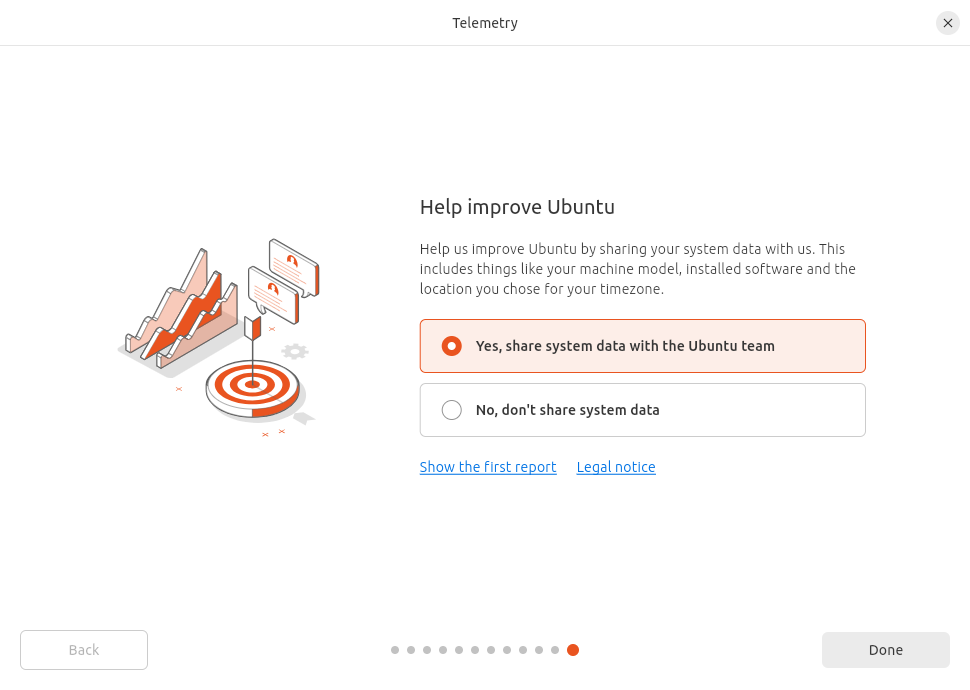 Telemetry
Help improve Ubuntu
Help us improve Ubuntu by sharing your system data with us. This
includes things like your machine model, installed software and the
location you chose for your timezone.
Yes, share system data with the Ubuntu team
No, don't share system data
Show the first report Legal notice
Back
Done